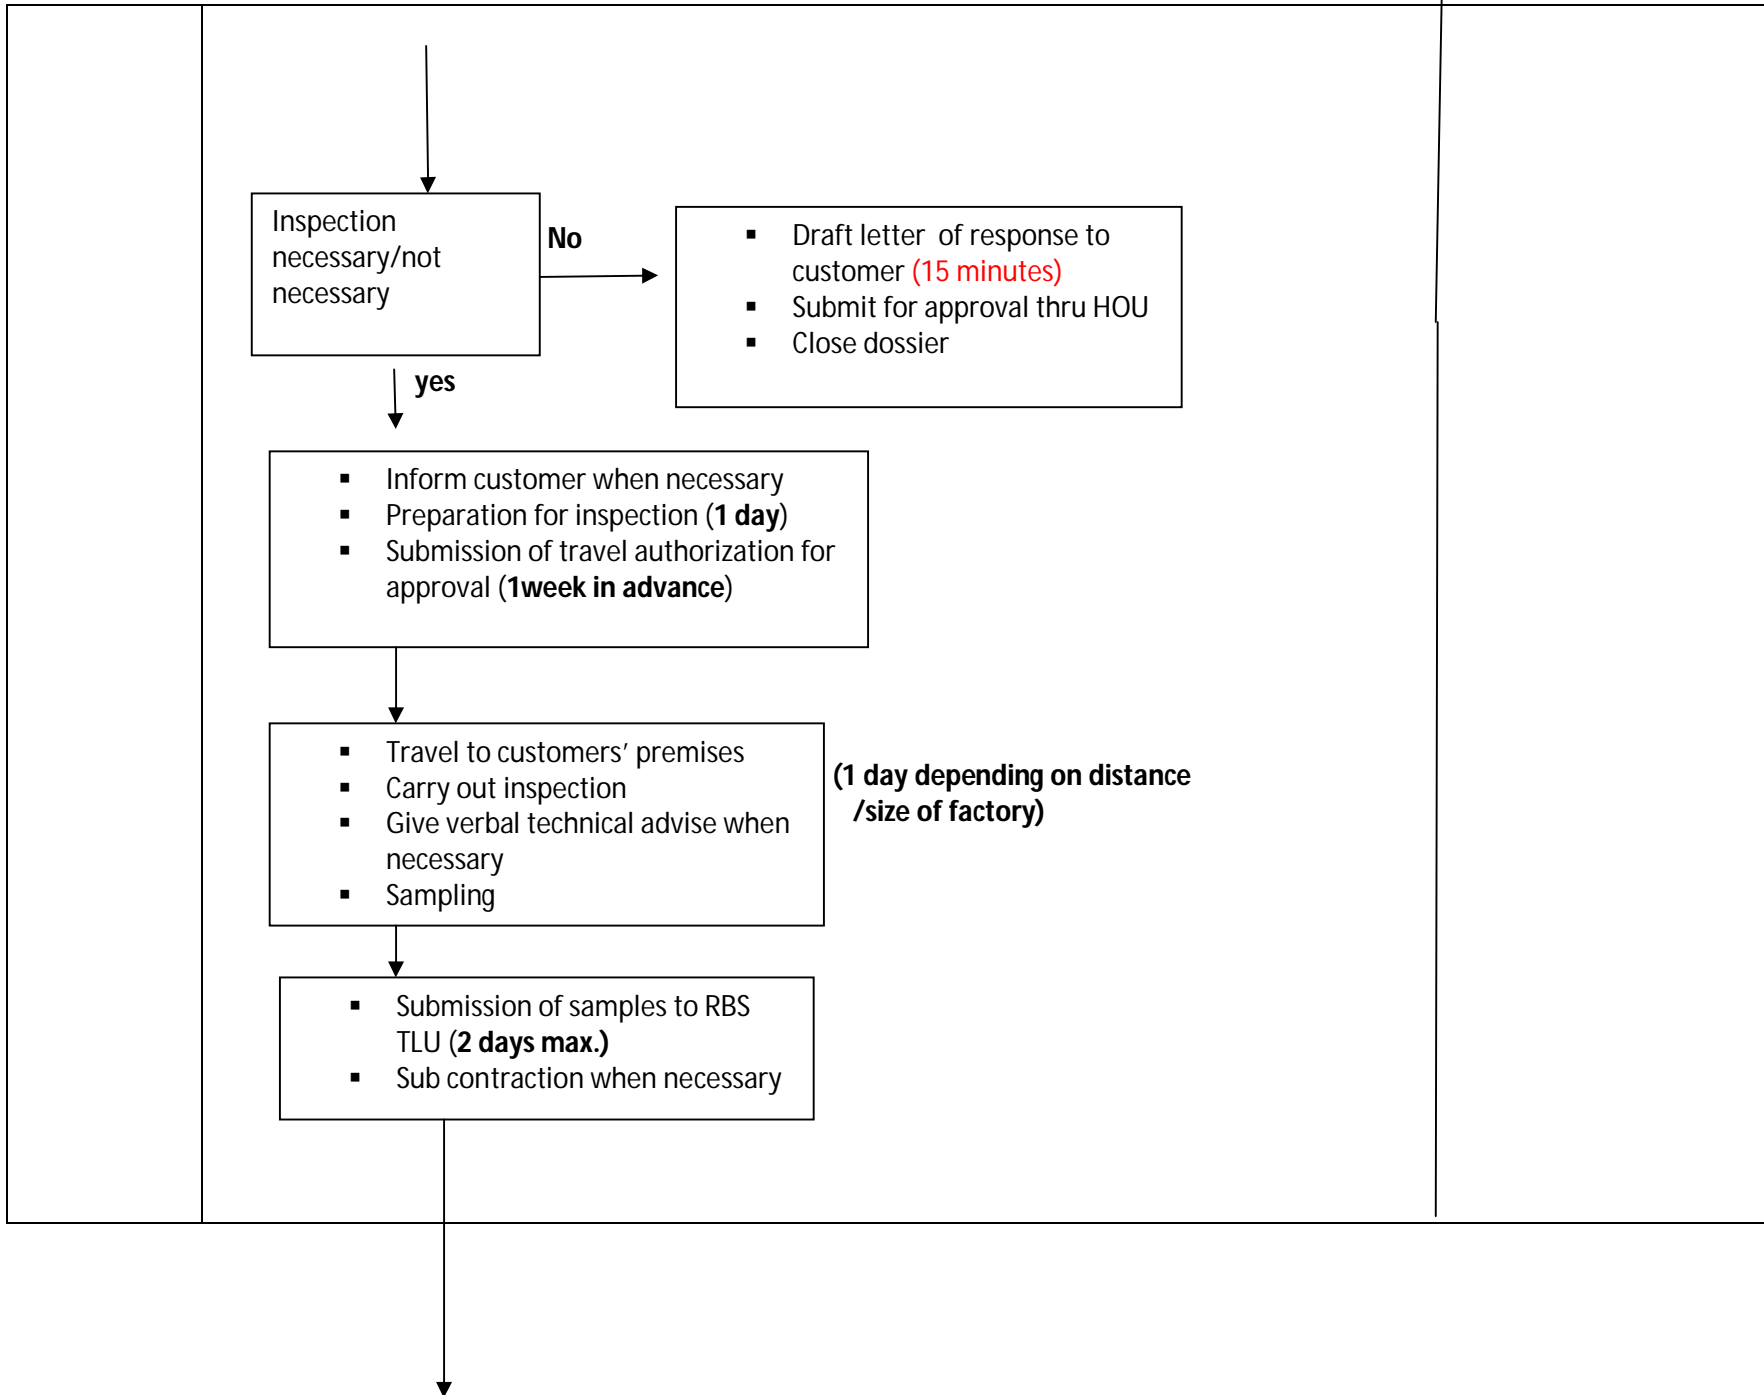 Inspection
necessary/not
necessary
No
▪ Draft letter of response to
customer (15 minutes)
▪ Submit for approval thru HOU
▪ Close dossier
yes
▪ Inform customer when necessary
▪ Preparation for inspection (1 day)
▪ Submission of travel authorization for
approval (1week in advance)
▪ Travel to customers’ premises
▪ Carry out inspection
▪ Give verbal technical advise when
necessary
▪ Sampling
(1 day depending on distance
/size of factory)
▪ Submission of samples to RBS
TLU (2 days max.)
▪ Sub contraction when necessary